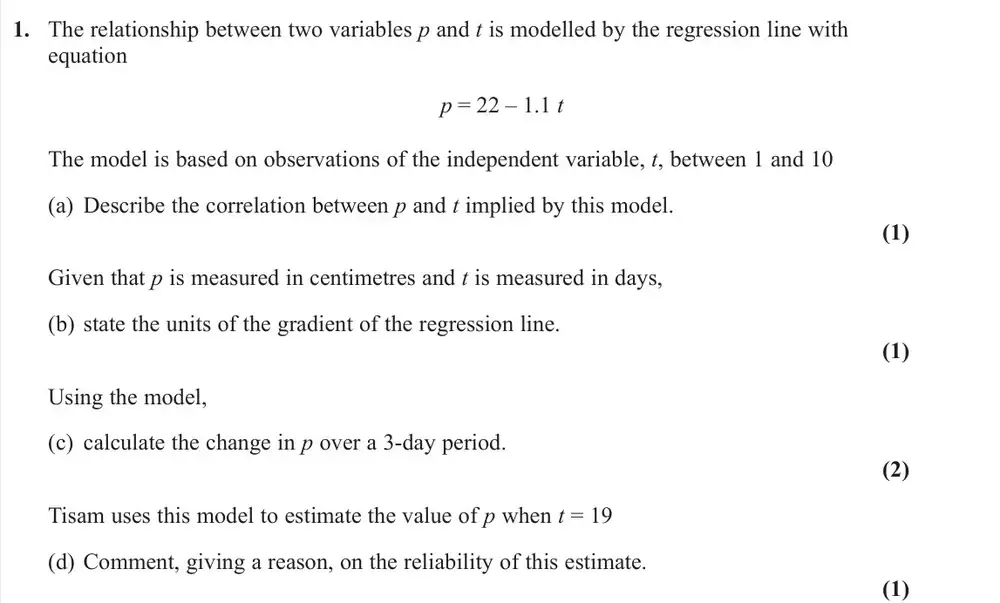 1. The relationship between two variables p and t is modelled by the regression line with
equation
p = 22 – 1.1 t
The model is based on observations of the independent variable, t, between 1 and 10
(a) Describe the correlation between p and t implied by this model.
(1)
Given that p is measured in centimetres and t is measured in days,
(b) state the units of the gradient of the regression line.
(1)
Using the model,
(c) calculate the change in p over a 3-day period.
(2)
Tisam uses this model to estimate the value of p when t = 19
(d) Comment, giving a reason, on the reliability of this estimate.
(1)